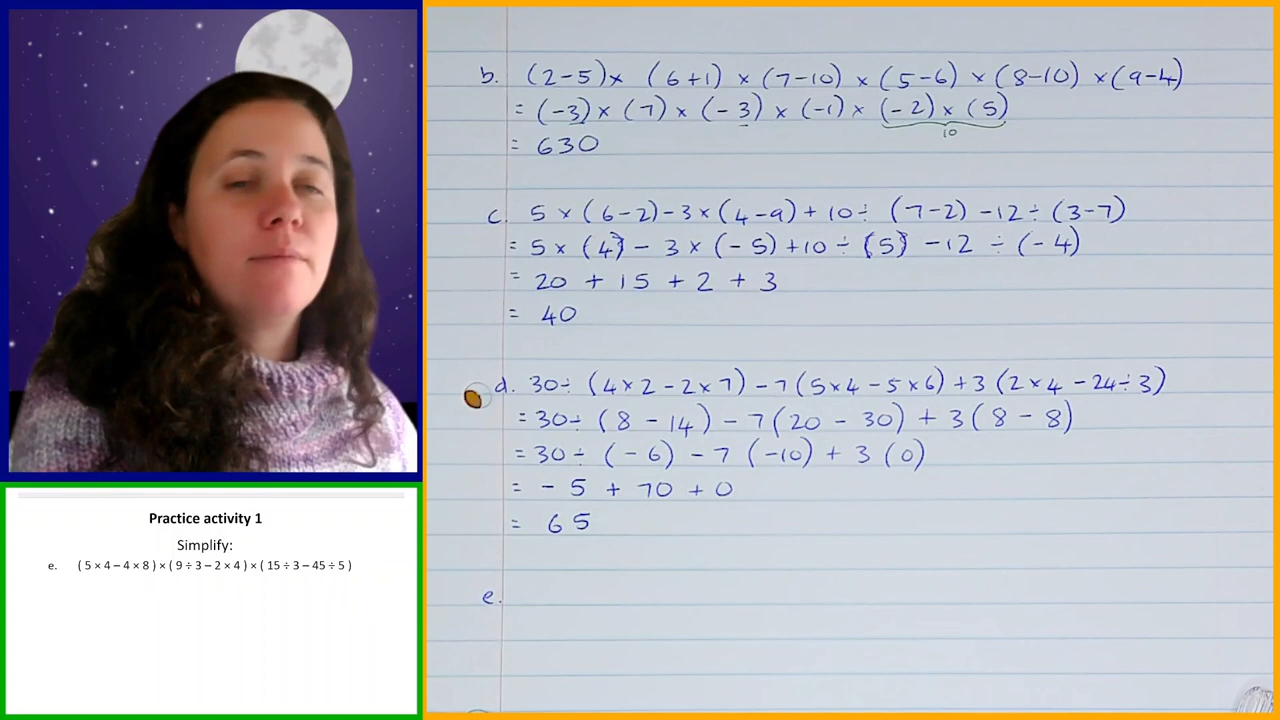 b. (2-5)× (6+1) × (7-10) × (5-6) × (8-10) × (9-4)
= (-3) × (7) × (-3) × (-1) × (-2) × (5)
10
= 630
c. 5 × (6-2) - 3 × (4-9) + 10 ÷ (7-2) - 12 ÷ (3-7)
= 5 × (4) - 3 × (-5) + 10 ÷ (5) - 12 ÷ (-4)
= 20 + 15 + 2 + 3
= 40
d. 30 ÷ (4×2 - 2×7) - 7(5×4 - 5×6) + 3(2×4 - 24÷3)
= 30 ÷ (8 - 14) - 7(20 - 30) + 3(8 - 8)
= 30 ÷ (-6) - 7 (-10) + 3 (0)
= - 5 + 70 + 0
= 65
e.
Practice activity 1
Simplify:
e. ( 5 × 4 – 4 × 8 ) × ( 9 ÷ 3 – 2 × 4 ) × ( 15 ÷ 3 – 45 ÷ 5 )